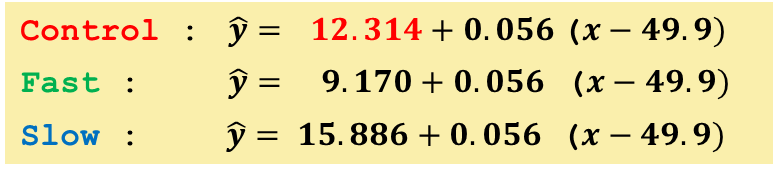 Control : ŷ = 12.314 + 0.056 (x − 49.9)
Fast : ŷ = 9.170 + 0.056 (x − 49.9)
Slow : ŷ = 15.886 + 0.056 (x − 49.9)